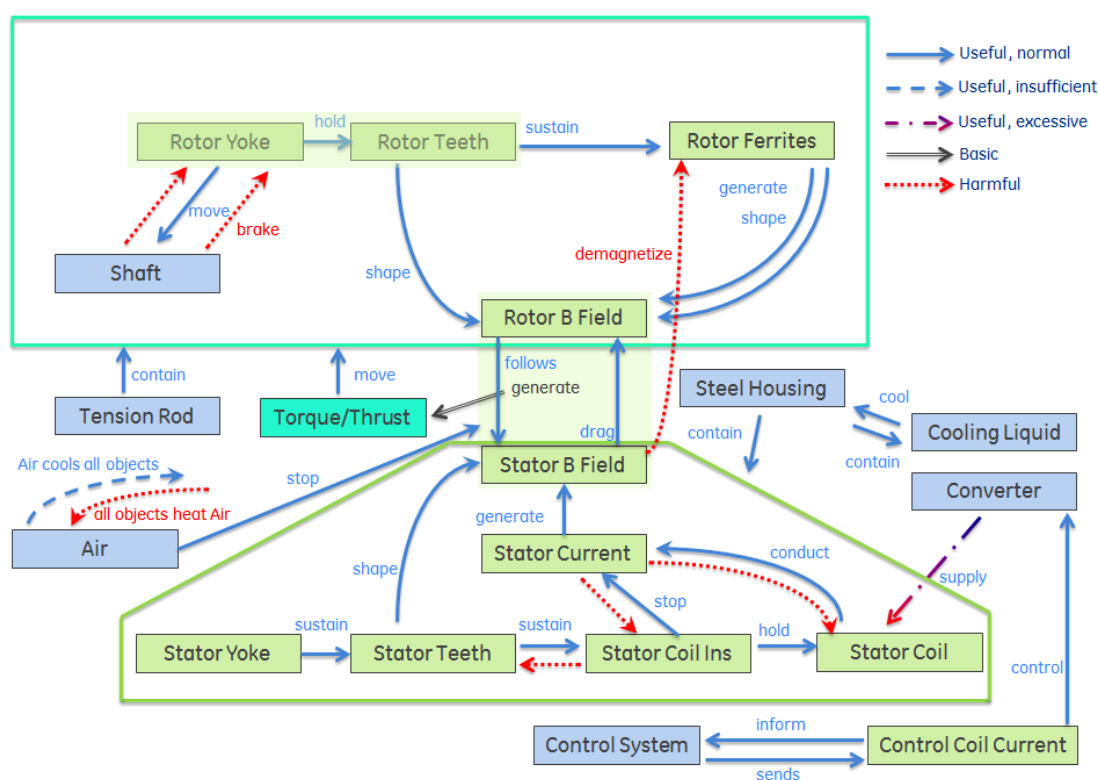 Useful, normal
Useful, insufficient
Useful, excessive
Basic
Harmful
Rotor Yoke
hold
Rotor Teeth
sustain
Rotor Ferrites
move
brake
generate
shape
Shaft
shape
demagnetize
Rotor B Field
contain
move
follows
generate
Tension Rod
Torque/Thrust
Steel Housing
cool
Cooling Liquid
contain
contain
drag
Air cools all objects
stop
Stator B Field
Converter
all objects heat Air
Air
generate
Stator Current
conduct
shape
supply
stop
sustain
sustain
hold
Stator Yoke
Stator Teeth
Stator Coil Ins
Stator Coil
control
inform
Control System
Control Coil Current
sends